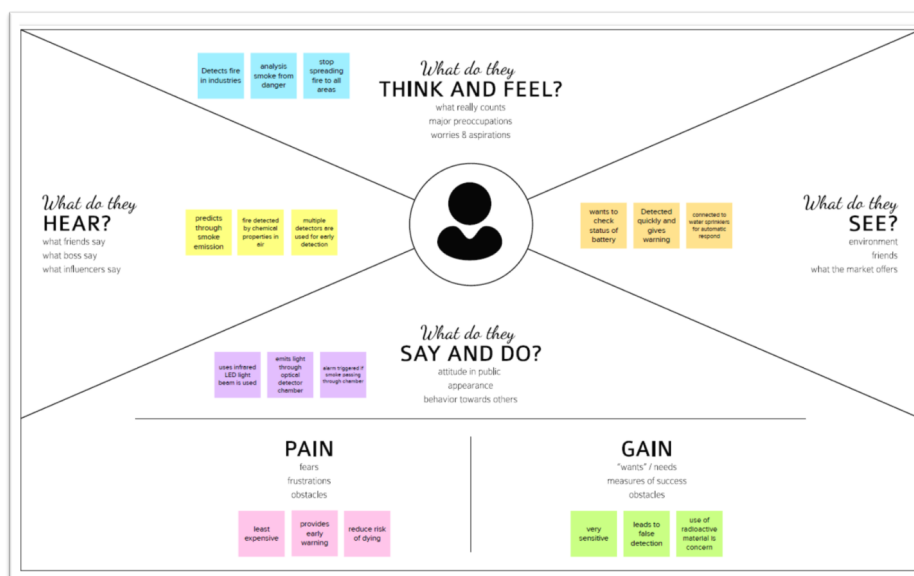 Detects fire
in industries
analysis
smoke from
danger
stop
spreading
fire to all
areas
What do they
THINK AND FEEL?
what really counts
major preoccupations
worries & aspirations
What do they
HEAR?
what friends say
what boss say
what influencers say
predicts
through
smoke
emission
fire detected
by chemical
properties in
eir
multiple
detectors are
used for early
detection
wants to
check
status of
battery
Detected
quickly and
gives
warning
connected to
water sprinklers
for automatic
respond
What do they
SEE?
environment
friends
what the market offers
What do they
SAY AND DO?
attitude in public
appearance
behavior towards others
uses infrared
LED light
beam is used
emits light
through
optical
detector
chamber
alarm triggered if
smoke passing
through chamber
PAIN
fears
frustrations
obstacles
least
expensive
provides
early
warning
reduce risk
of dying
GAIN
"wants" / needs
measures of success
obstacles
very
sensitive
leads to
false
detection
use of
radioactive
material is
concern